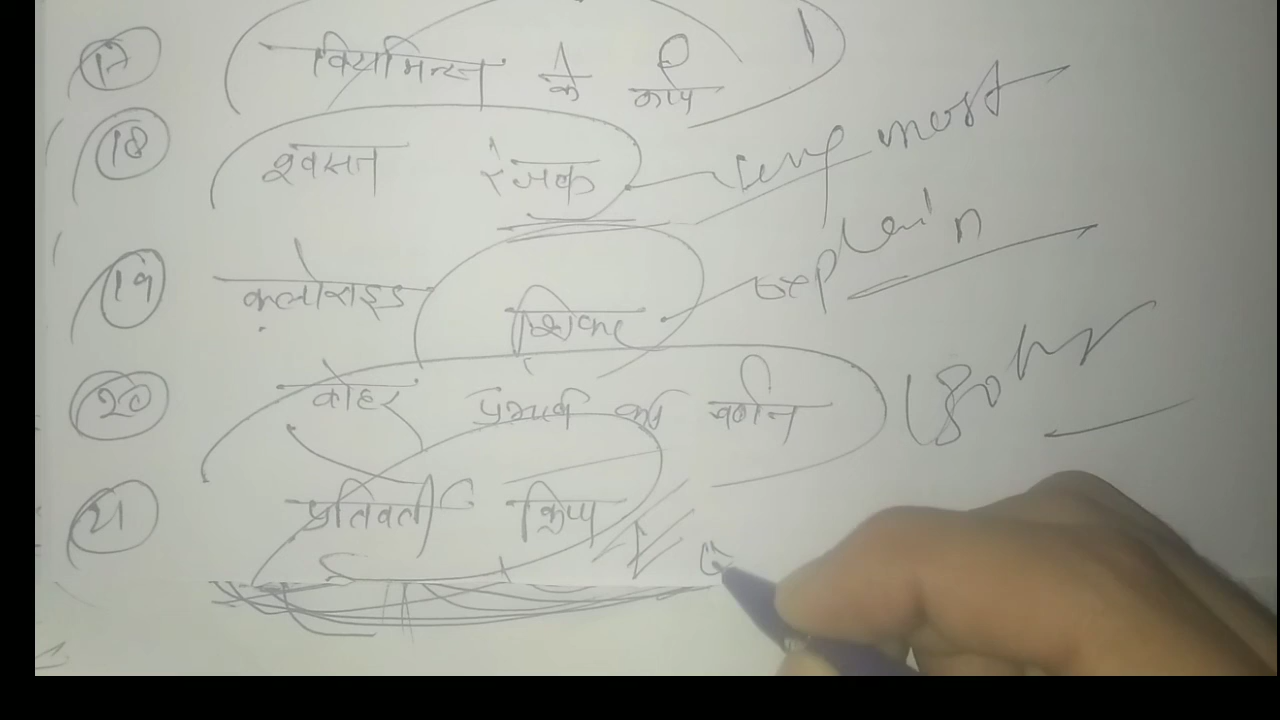 (17) विटामिन्स के कार्य
(18) श्वसन रंजक - Very most
(19) क्लोराइड शिफ्ट - explain
(20) बोहर प्रभाव का वर्णन
(21) प्रतिवर्ती क्रिया